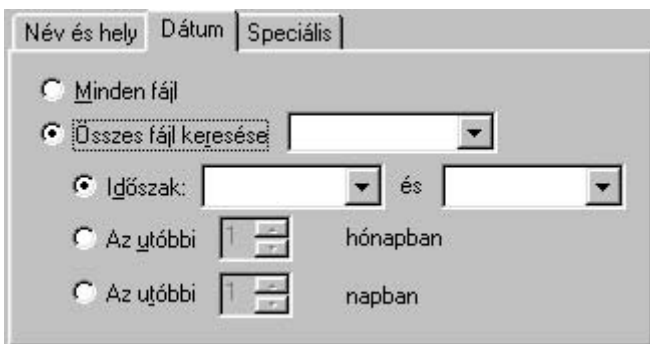 Név és hely Dátum Speciális
Minden fájl
Összes fájl keresése
Időszak: és
Az utóbbi 1 hónapban
Az utóbbi 1 napban